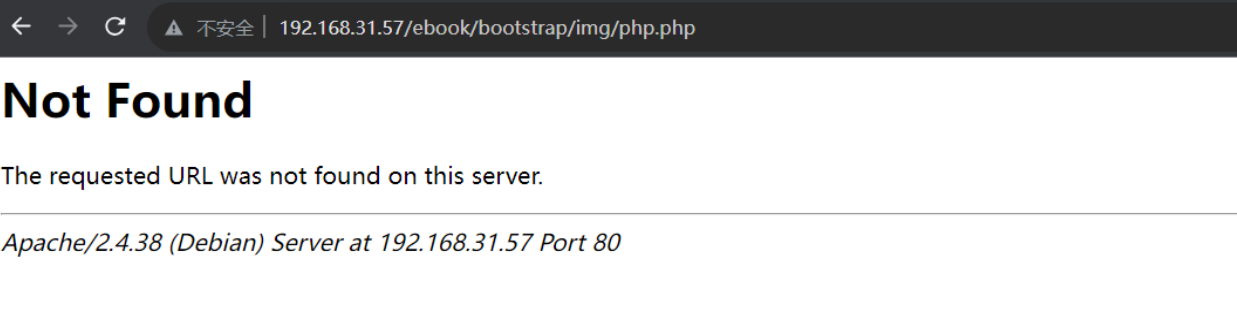 不安全 192.168.31.57/ebook/bootstrap/img/php.php
Not Found
The requested URL was not found on this server.
Apache/2.4.38 (Debian) Server at 192.168.31.57 Port 80